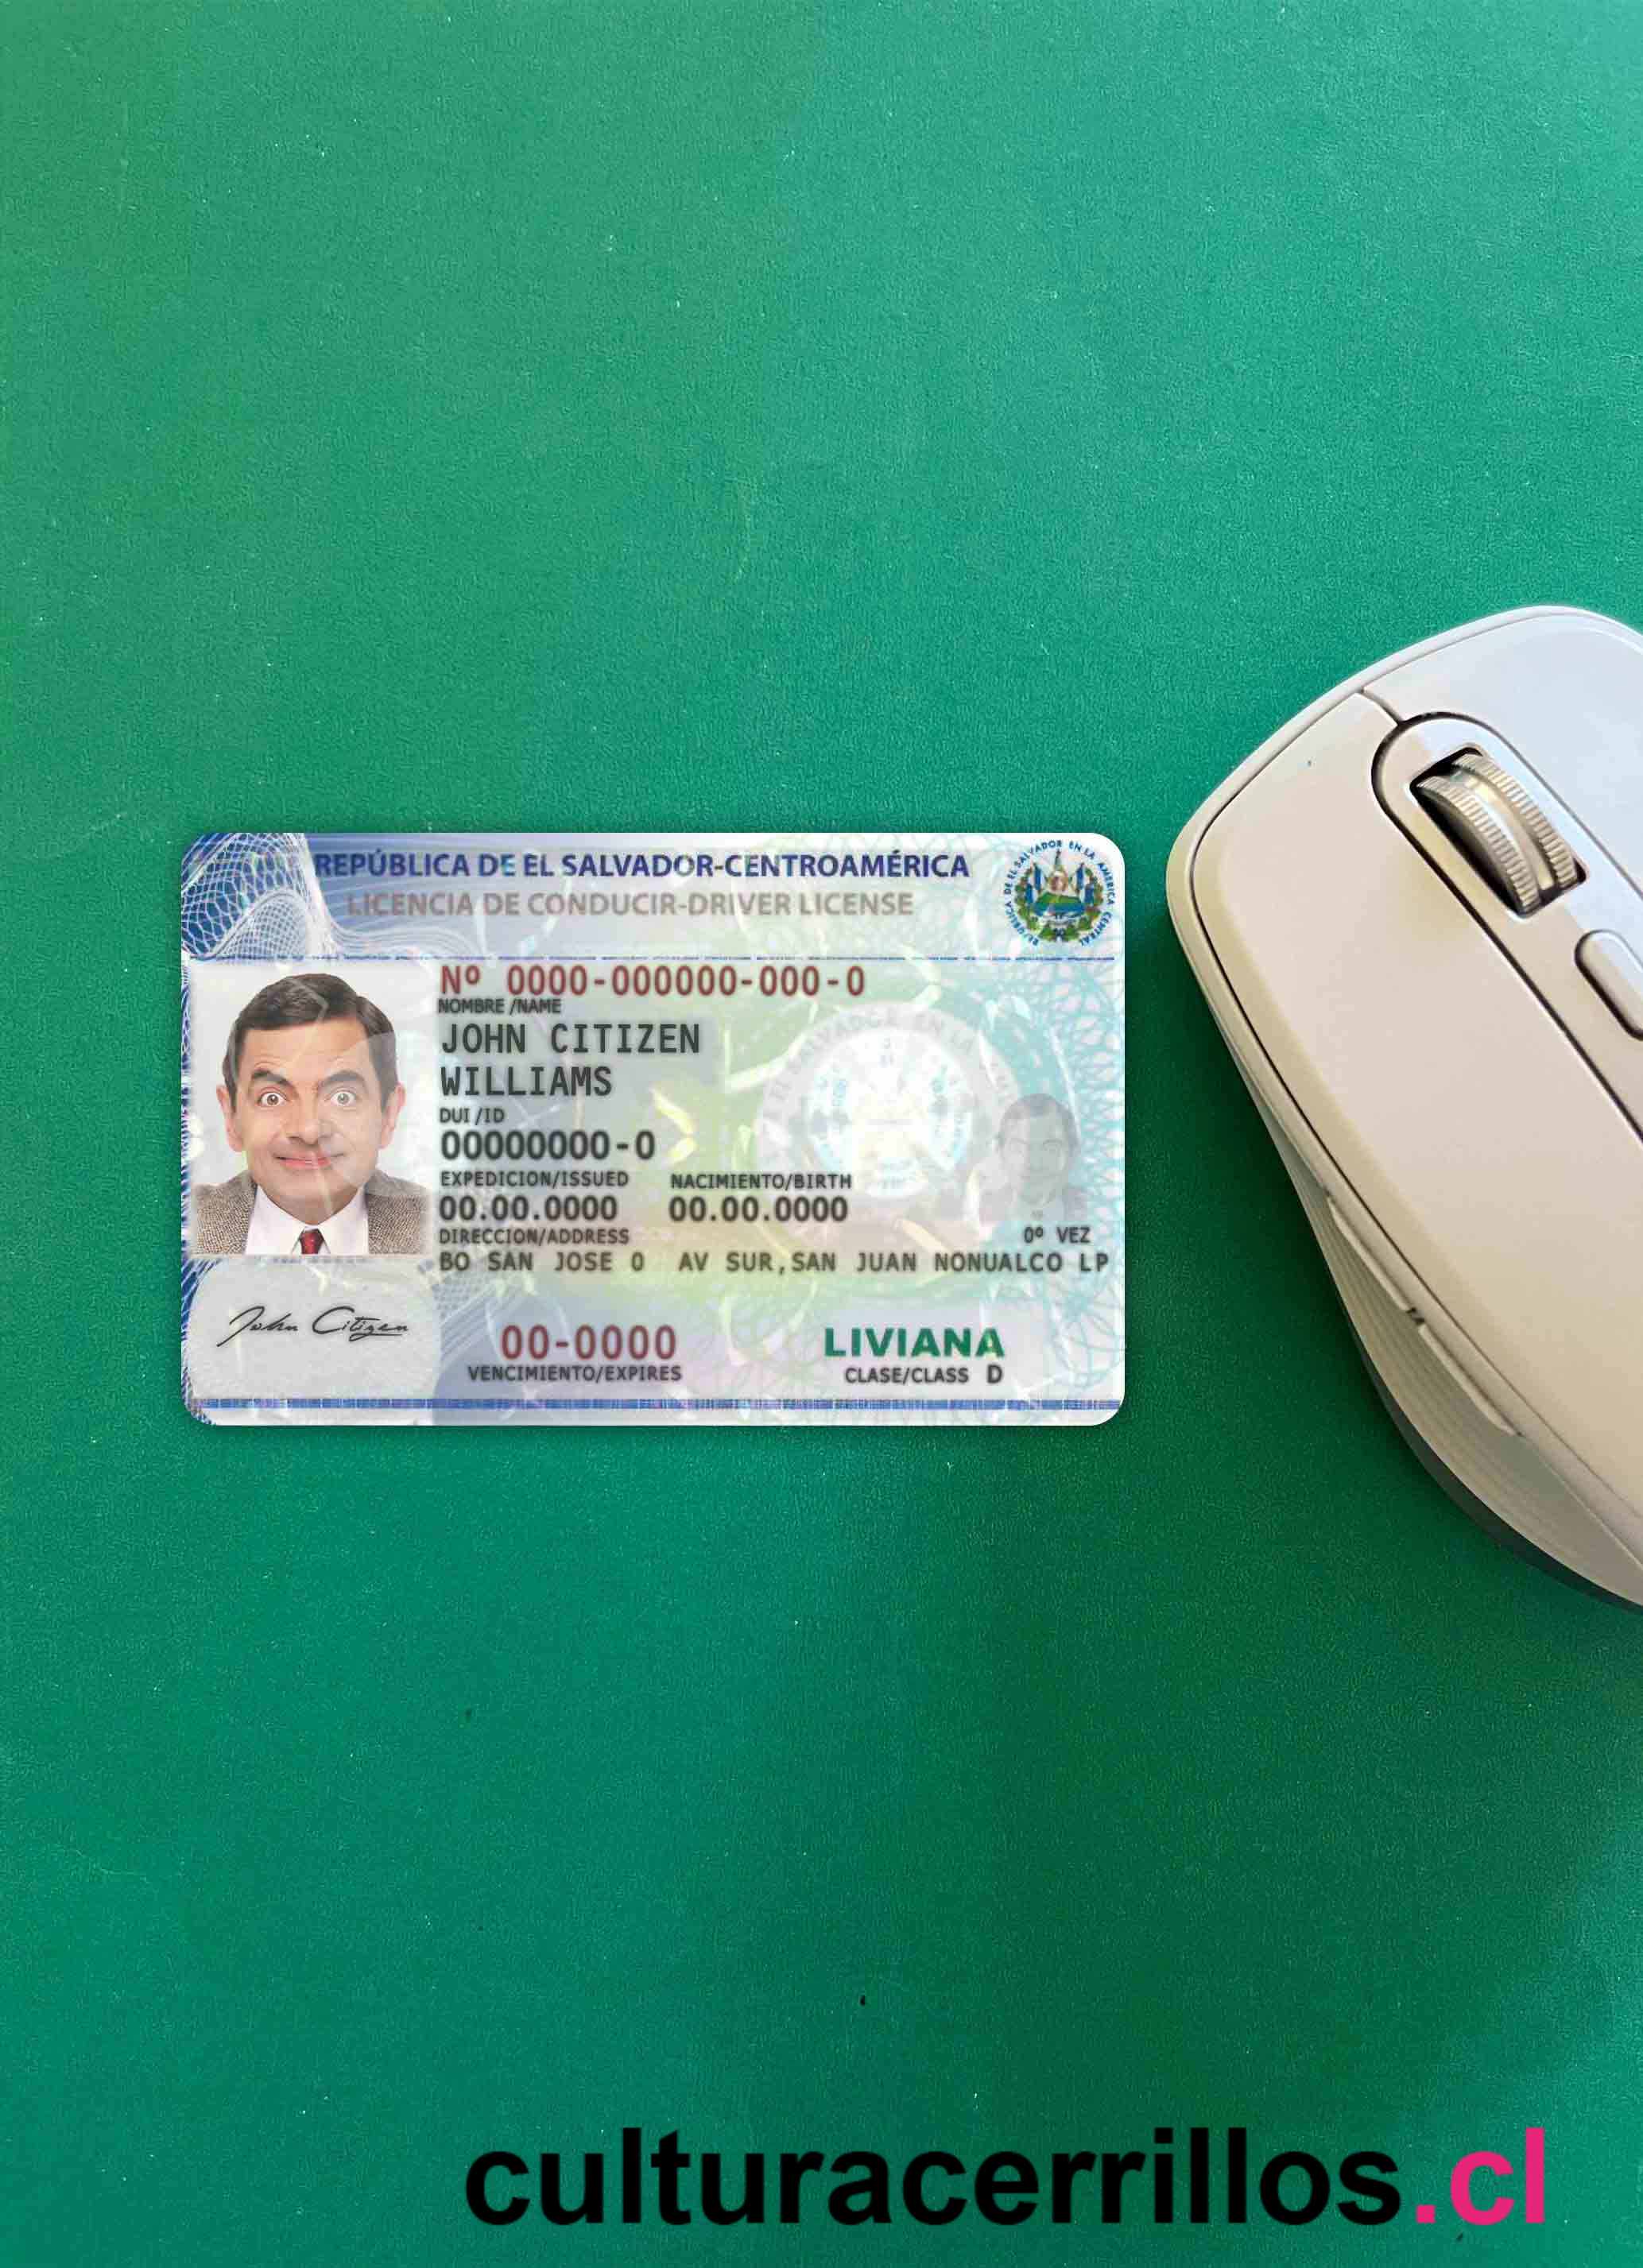 REPÚBLICA DE EL SALVADOR-CENTROAMÉRICA
LICENCIA DE CONDUCIR-DRIVER LICENSE
REPÚBLICA DE EL SALVADOR EN LA AMÉRICA CENTRAL
Nº 0000-000000-000-0
NOMBRE /NAME
JOHN CITIZEN
WILLIAMS
DUI /ID
00000000-0
EXPEDICION/ISSUED NACIMIENTO/BIRTH
00.00.0000 00.00.0000
DIRECCION/ADDRESS 0º VEZ
BO SAN JOSE 0 AV SUR,SAN JUAN NONUALCO LP
John Citizen
00-0000 LIVIANA
VENCIMIENTO/EXPIRES CLASE/CLASS D
culturacerrillos.cl